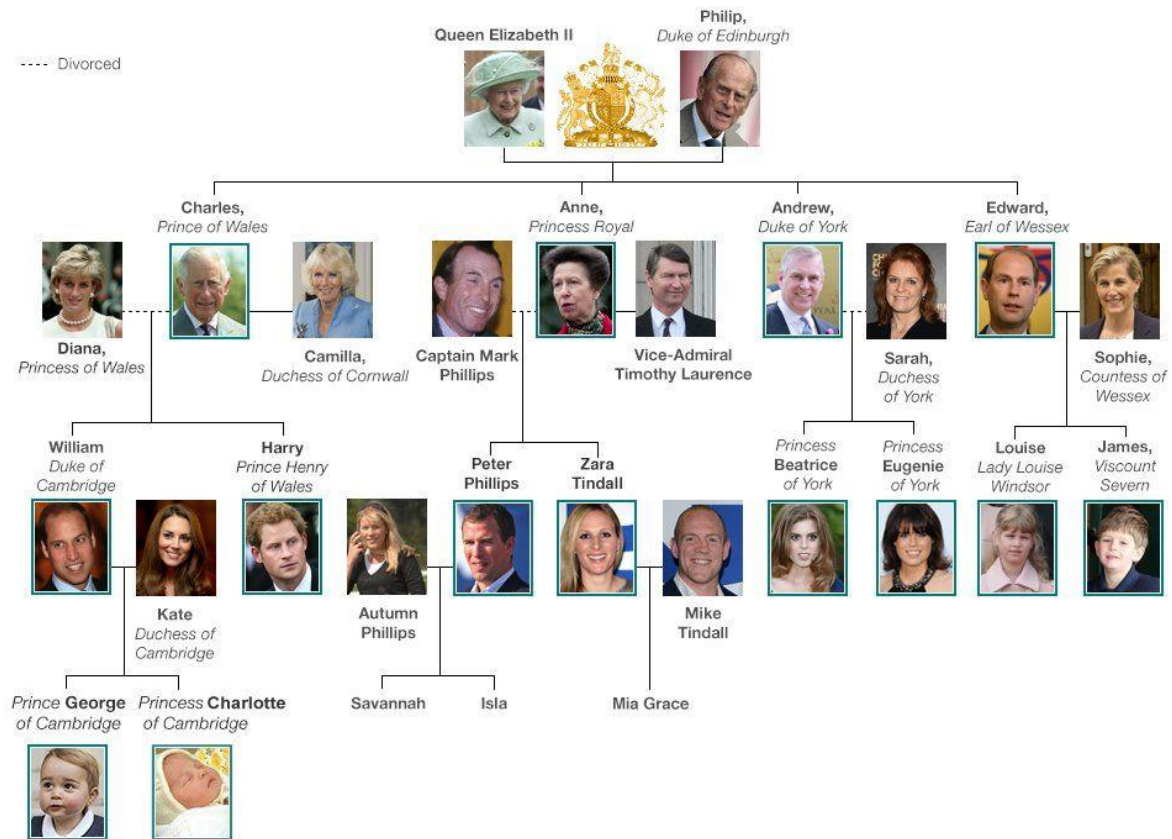 Queen Elizabeth II
Philip,
Duke of Edinburgh
---- Divorced
Charles,
Prince of Wales
Anne,
Princess Royal
Andrew,
Duke of York
Edward,
Earl of Wessex
Diana,
Princess of Wales
Camilla,
Duchess of Cornwall
Captain Mark
Phillips
Vice-Admiral
Timothy Laurence
Sarah,
Duchess
of York
Sophie,
Countess of
Wessex
William
Duke of
Cambridge
Harry
Prince Henry
of Wales
Peter
Phillips
Zara
Tindall
Princess
Beatrice
of York
Princess
Eugenie
of York
Louise
Lady Louise
Windsor
James,
Viscount
Severn
Kate
Duchess of
Cambridge
Autumn
Phillips
Mike
Tindall
Prince George
of Cambridge
Princess Charlotte
of Cambridge
Savannah
Isla
Mia Grace